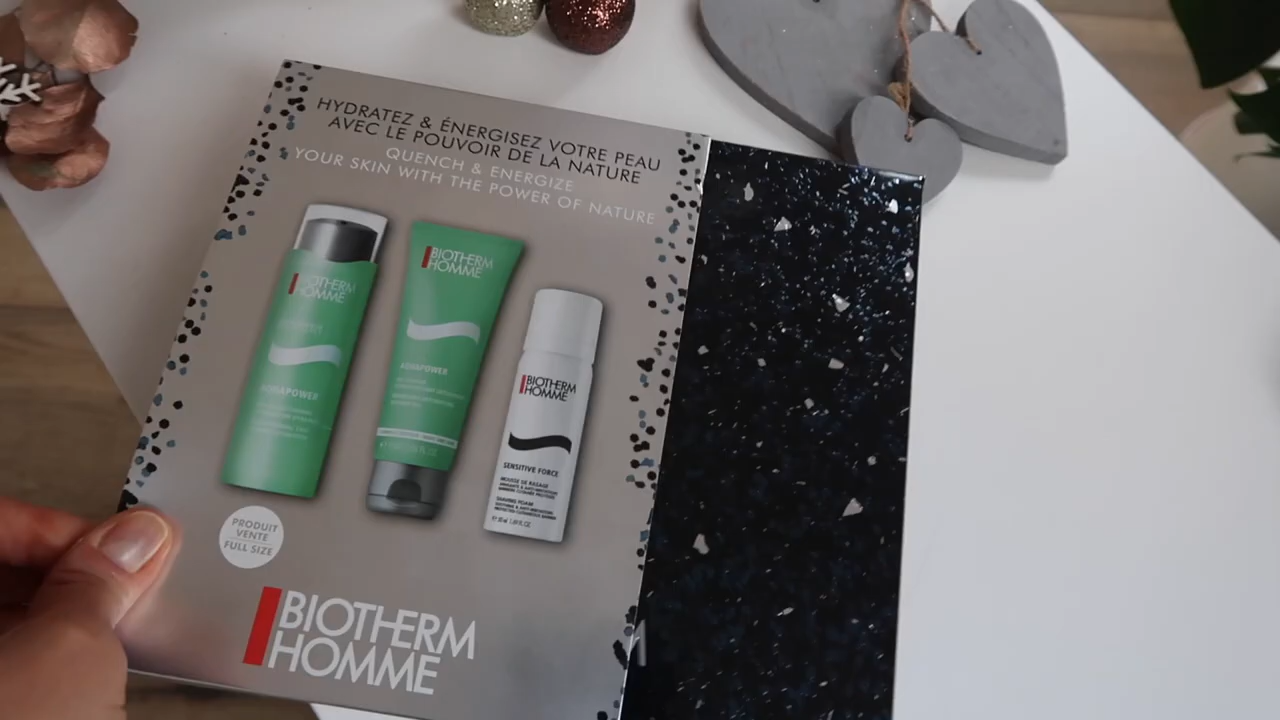 HYDRATEZ & ÉNERGISEZ VOTRE PEAU
AVEC LE POUVOIR DE LA NATURE
QUENCH & ENERGIZE
YOUR SKIN WITH THE POWER OF NATURE
BIOTHERM
HOMME
AQUAPOWER
BIOTHERM
HOMME
AQUAPOWER
BIOTHERM
HOMME
SENSITIVE FORCE
MOUSSE DE RASAGE
SHAVING FOAM
PRODUIT
VENTE
FULL SIZE
BIOTHERM
HOMME